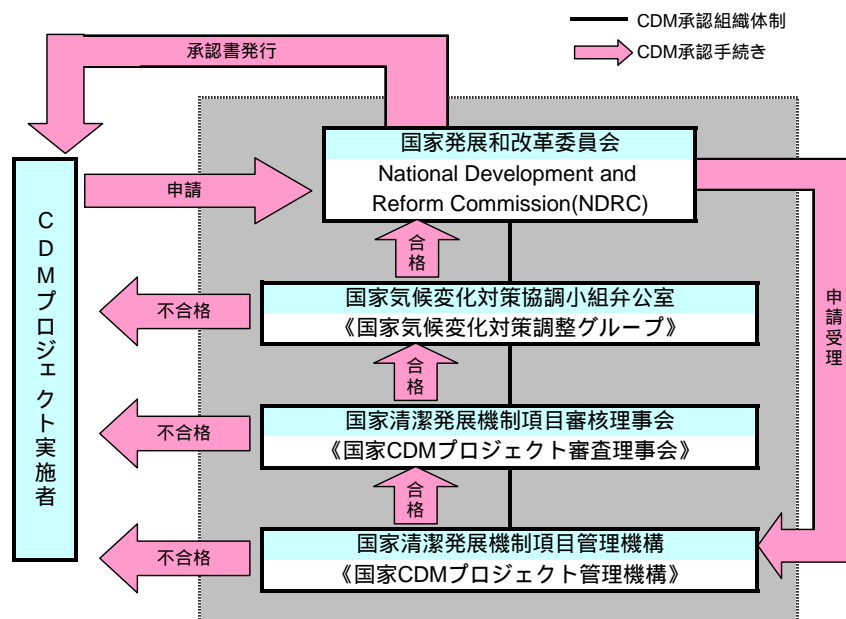 CDM承認組織体制
CDM承認手続き
承認書発行
国家発展和改革委員会
National Development and
Reform Commission(NDRC)
申請
合格
国家気候変化対策協調小組弁公室
《国家気候変化対策調整グループ》
不合格
合格
国家清潔発展機制項目審核理事会
《国家CDMプロジェクト審査理事会》
不合格
合格
国家清潔発展機制項目管理機構
《国家CDMプロジェクト管理機構》
不合格
CDMプロジェクト実施者
申請受理